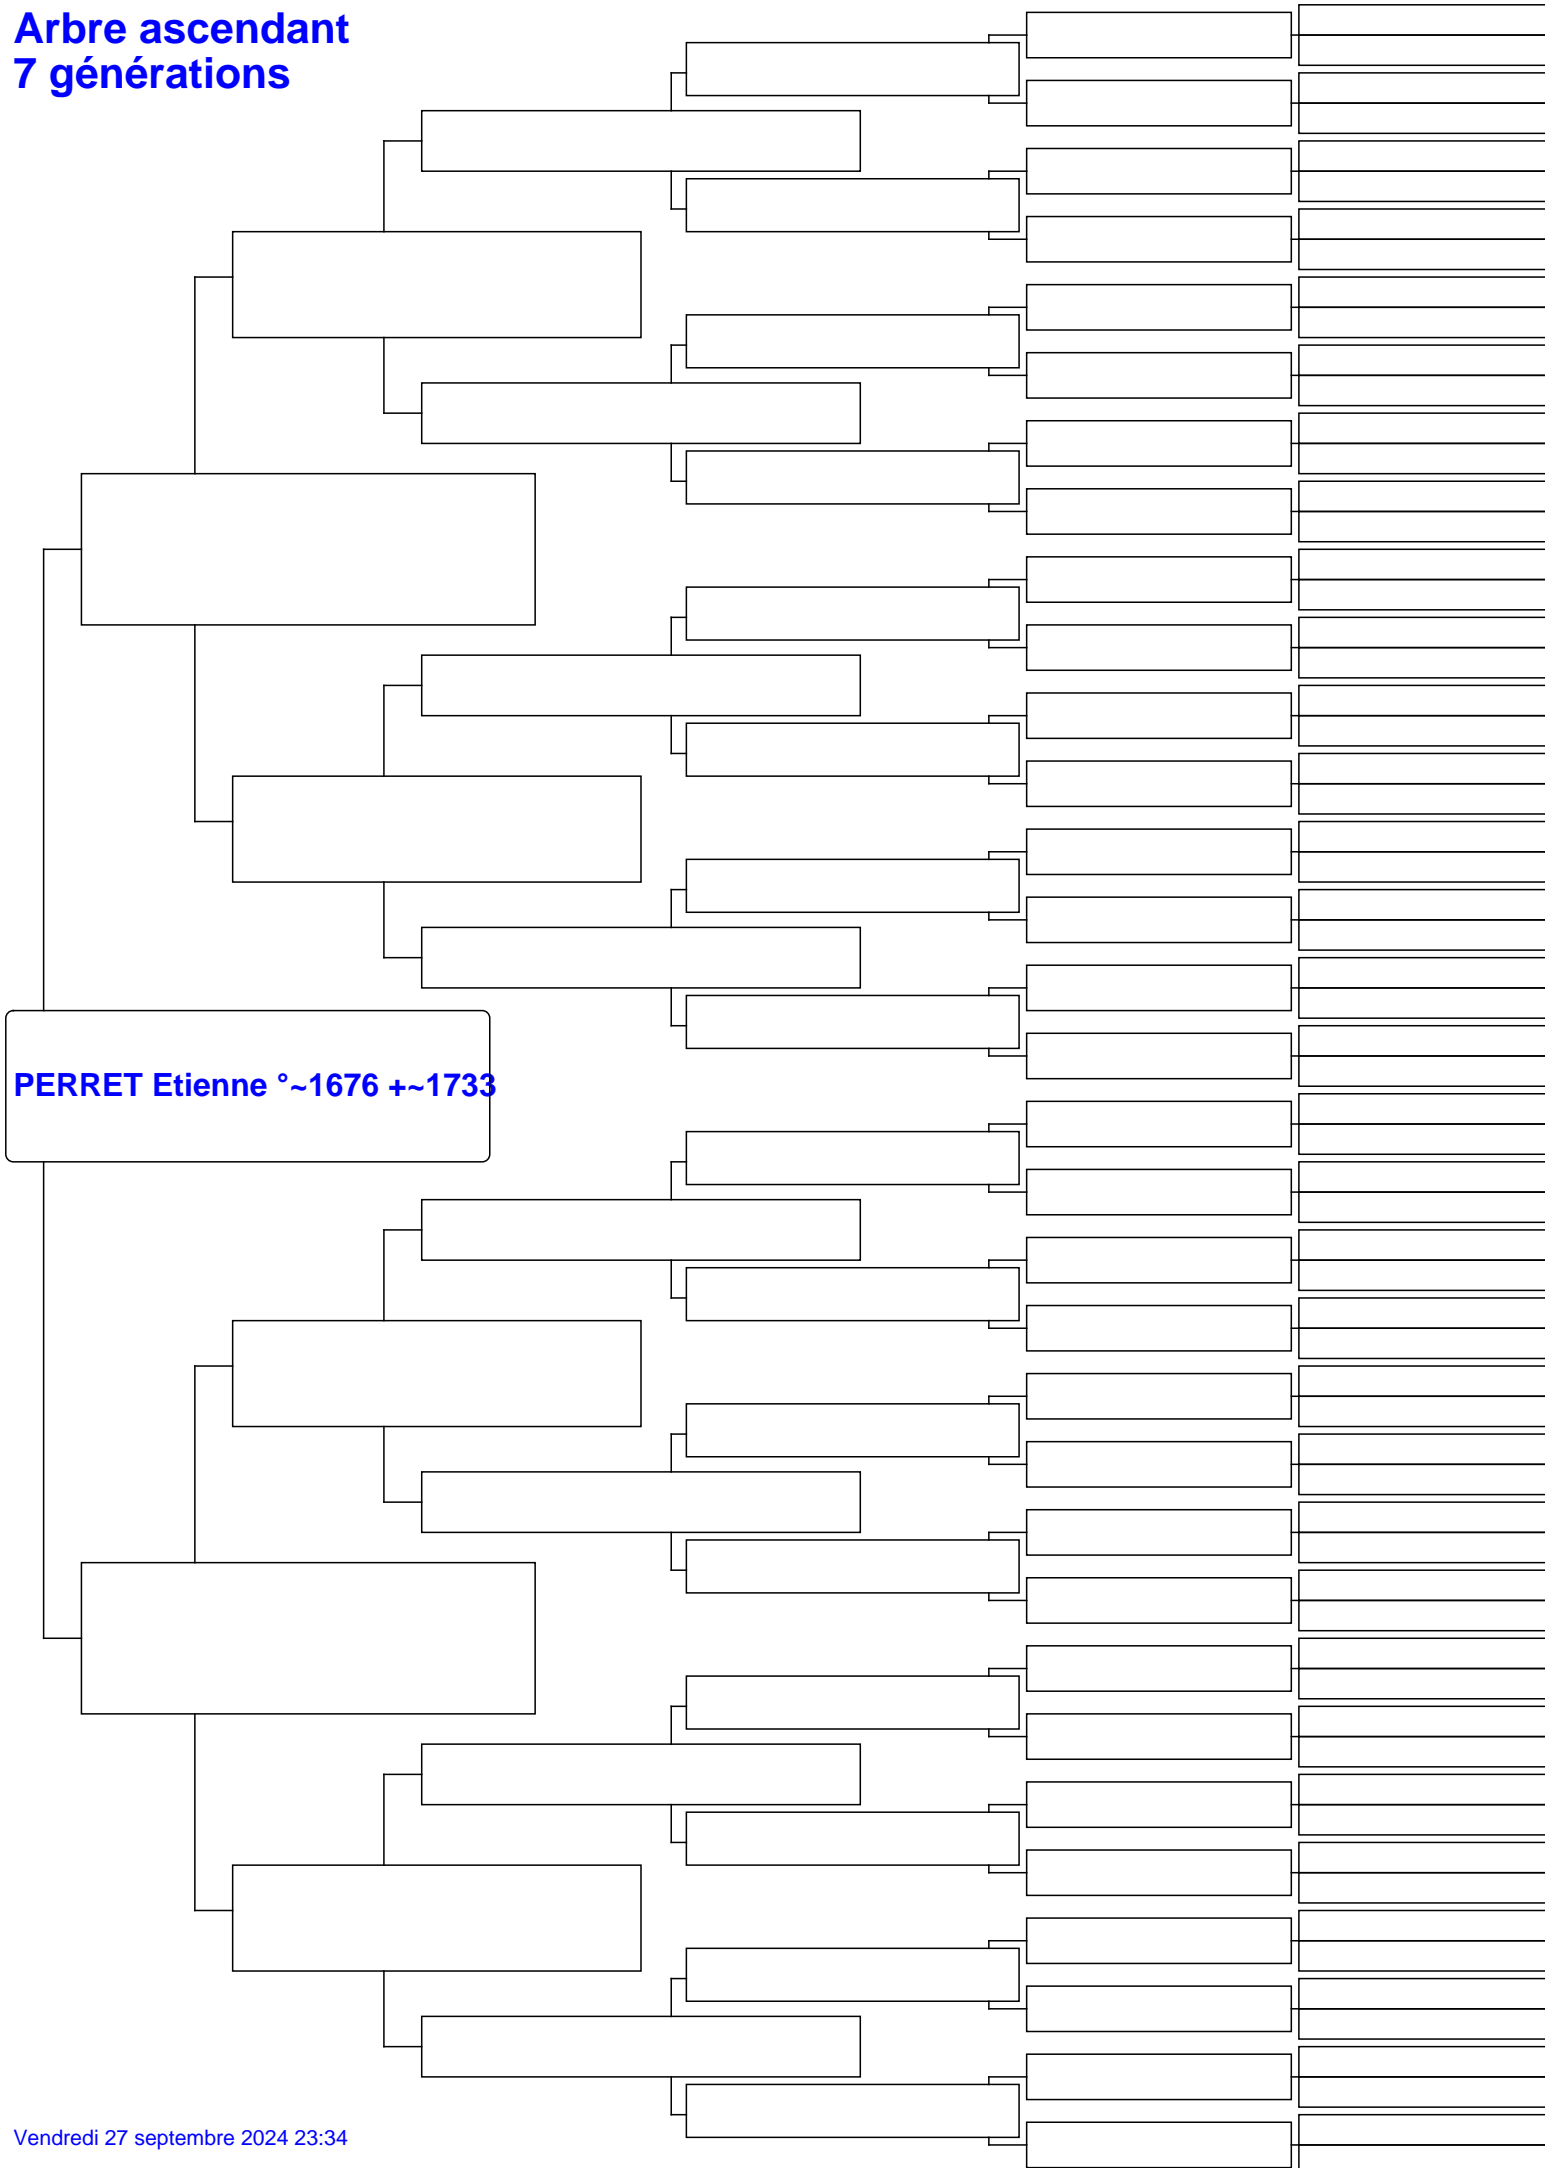 Arbre ascendant
7 générations
PERRET Etienne °~1676 +~1733
Vendredi 27 septembre 2024 23:34